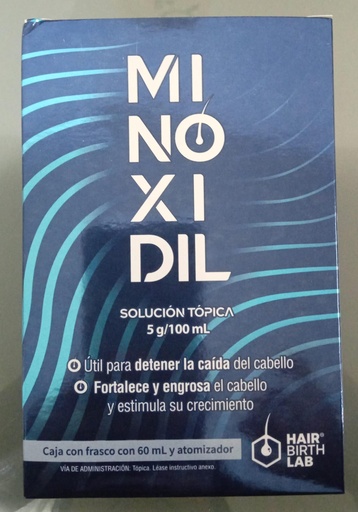 MI
NÓ
XI
DIL
SOLUCIÓN TÓPICA
5 g/100 mL
Útil para detener la caída del cabello
Fortalece y engrosa el cabello
y estimula su crecimiento
Caja con frasco con 60 mL y atomizador
VÍA DE ADMINISTRACIÓN: Tópica. Léase instructivo anexo.
HAIR®
BIRTH
LAB